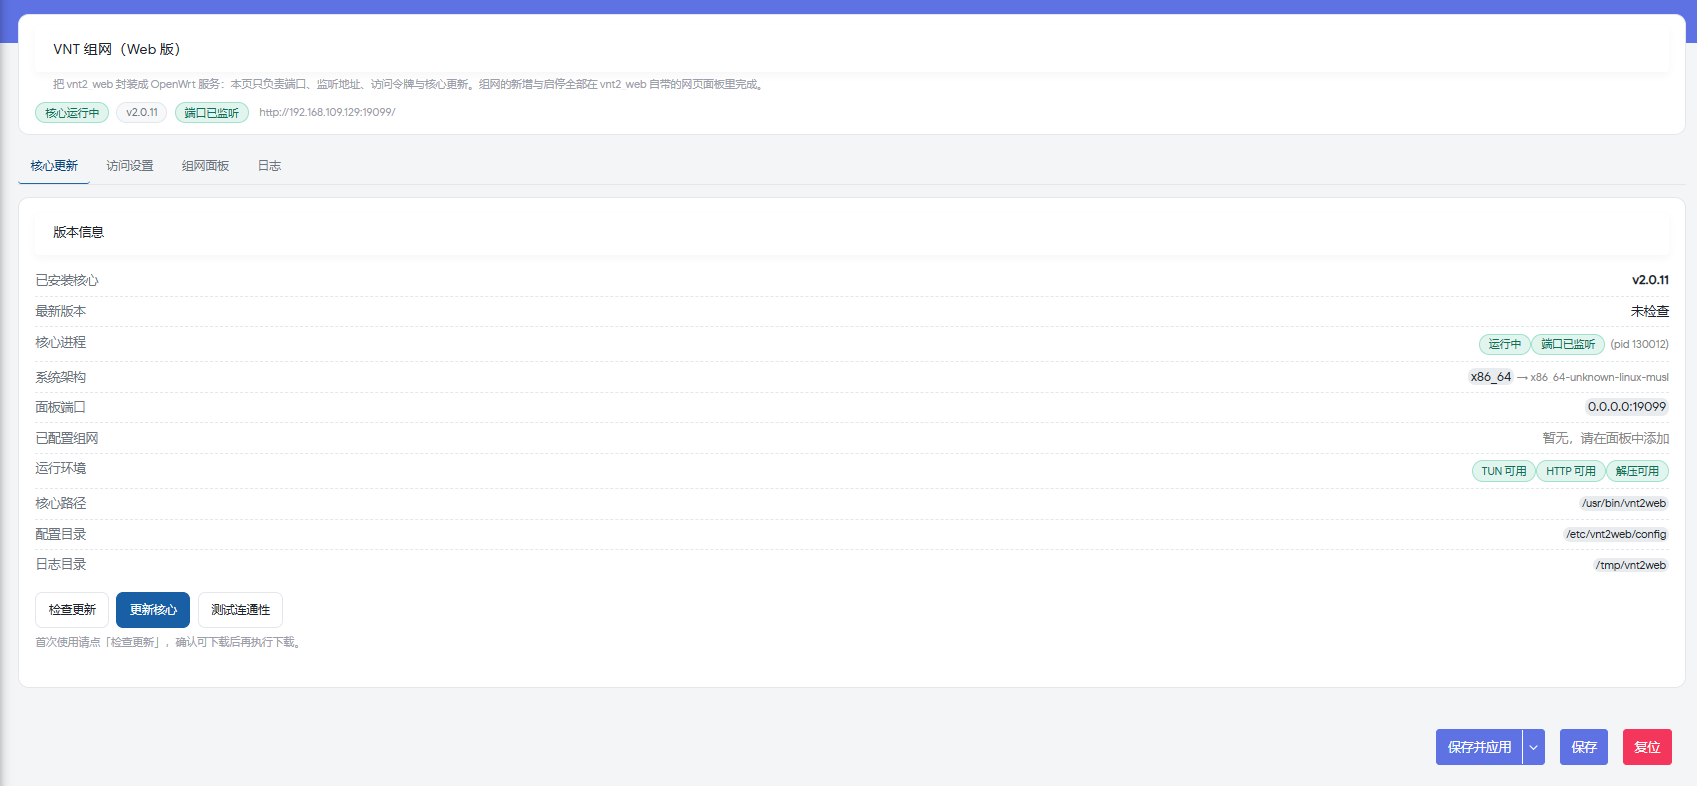 VNT 组网（Web 版）
把 vnt2_web 封装成 OpenWrt 服务：本页只负责端口、监听地址、访问令牌与核心更新。组网的新增与启停全部在 vnt2_web 自带的网页面板里完成。
核心运行中 v2.0.11 端口已监听 http://192.168.109.129:19099/
核心更新 访问设置 组网面板 日志
版本信息
已安装核心 v2.0.11
最新版本 未检查
核心进程 运行中 端口已监听 (pid 130012)
系统架构 x86_64 → x86_64-unknown-linux-musl
面板端口 0.0.0.0:19099
已配置组网 暂无，请在面板中添加
运行环境 TUN 可用 HTTP 可用 解压可用
核心路径 /usr/bin/vnt2web
配置目录 /etc/vnt2web/config
日志目录 /tmp/vnt2web
检查更新 更新核心 测试连通性
首次使用请点「检查更新」，确认可下载后再执行下载。
保存并应用 保存 复位